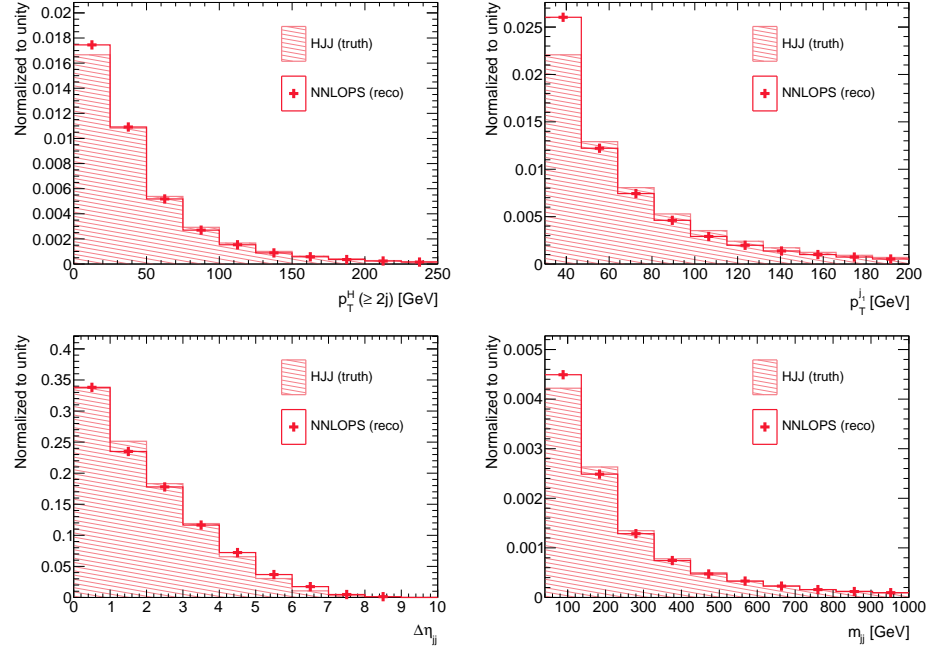 Normalized to unity
0.018
0.016
0.014
0.012
0.01
0.008
0.006
0.004
0.002
0
HJJ (truth)
NNLOPS (reco)
0 50 100 150 200 250
p_T^H (≥ 2j) [GeV]
Normalized to unity
0.025
0.02
0.015
0.01
0.005
0
HJJ (truth)
NNLOPS (reco)
40 60 80 100 120 140 160 180 200
p_T^{j_1} [GeV]
Normalized to unity
0.4
0.35
0.3
0.25
0.2
0.15
0.1
0.05
0
HJJ (truth)
NNLOPS (reco)
0 1 2 3 4 5 6 7 8 9 10
Δη_{jj}
Normalized to unity
0.005
0.004
0.003
0.002
0.001
0
HJJ (truth)
NNLOPS (reco)
100 200 300 400 500 600 700 800 900 1000
m_{jj} [GeV]